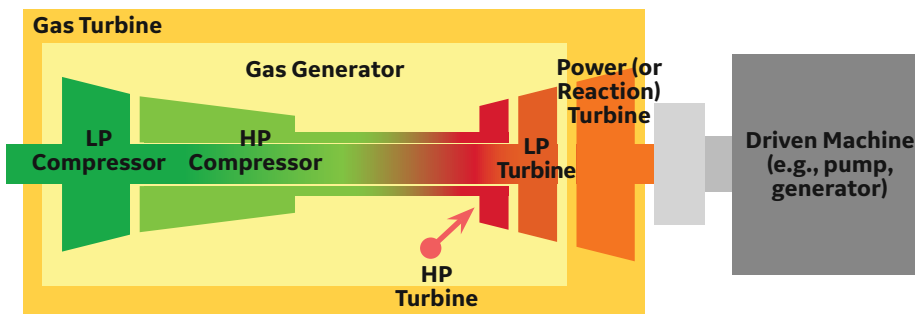 Gas Turbine
Gas Generator
Power (or
Reaction)
Turbine
LP
Compressor
HP
Compressor
LP
Turbine
Driven Machine
(e.g., pump,
generator)
HP
Turbine